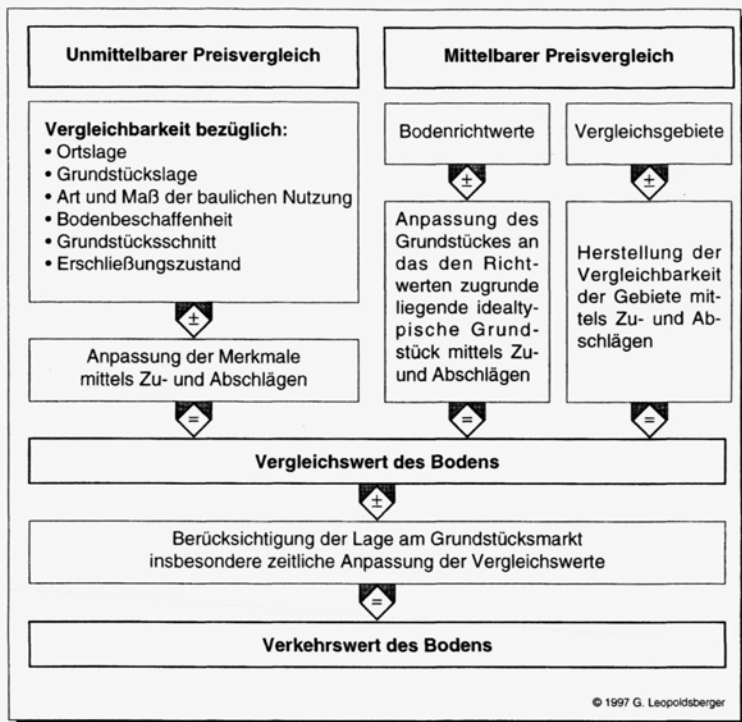 Unmittelbarer Preisvergleich
Vergleichbarkeit bezüglich:
• Ortslage
• Grundstückslage
• Art und Maß der baulichen Nutzung
• Bodenbeschaffenheit
• Grundstücksschnitt
• Erschließungszustand
±
Anpassung der Merkmale
mittels Zu- und Abschlägen
=
Mittelbarer Preisvergleich
Bodenrichtwerte
±
Anpassung des
Grundstückes an
das den Richt-
werten zugrunde
liegende idealty-
pische Grund-
stück mittels Zu-
und Abschlägen
=
Vergleichsgebiete
±
Herstellung der
Vergleichbarkeit
der Gebiete mit-
tels Zu- und Ab-
schlägen
=
Vergleichswert des Bodens
±
Berücksichtigung der Lage am Grundstücksmarkt
insbesondere zeitliche Anpassung der Vergleichswerte
=
Verkehrswert des Bodens
© 1997 G. Leopoldsberger